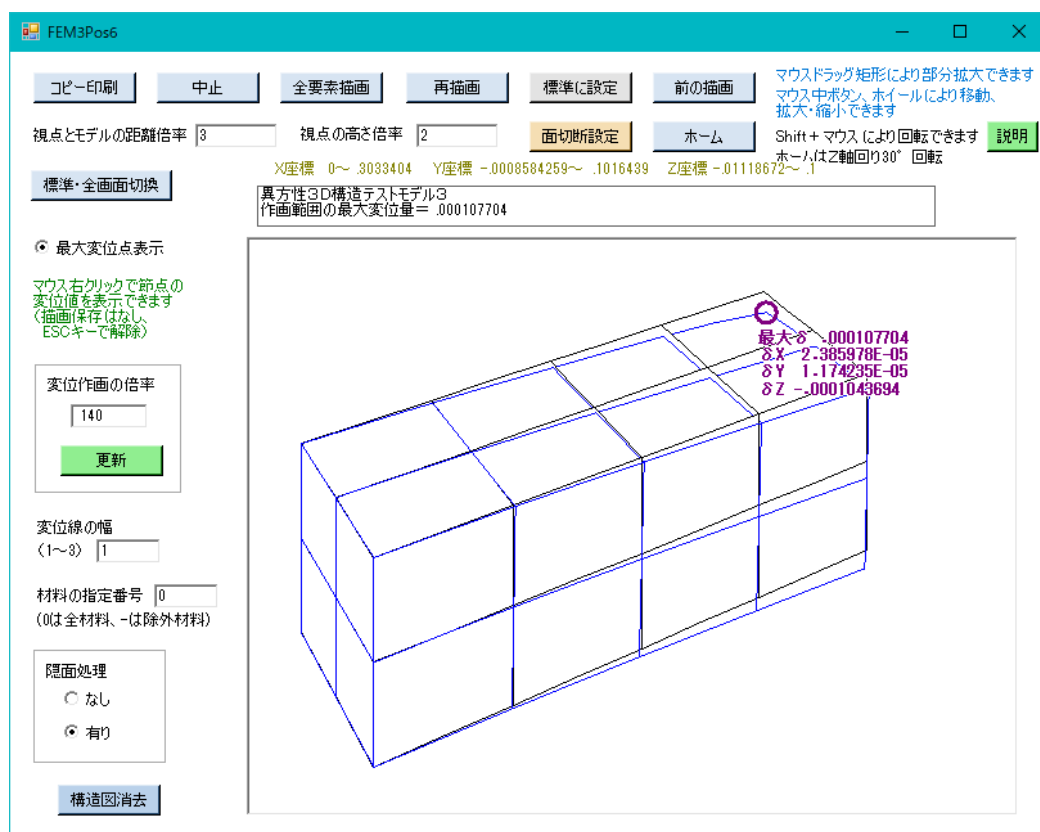 FEM3Pos6
コピー印刷 中止 全要素描画 再描画 標準に設定 前の描画
マウスドラッグ矩形により部分拡大できます
マウス中ボタン、ホイールにより移動、
拡大・縮小できます
視点とモデルの距離倍率 3 視点の高さ倍率 2 面切断設定 ホーム
Shift+マウスにより回転できます 説明
ホームはZ軸回り30° 回転
標準・全画面切換
X座標 0～ .3033404 Y座標 -.0008584259～ .1016439 Z座標 -.01118672～ .1
異方性3D構造テストモデル3
作画範囲の最大変位量＝ .000107704
最大変位点表示
マウス右クリックで節点の
変位値を表示できます
(描画保存はなし、
ESCキーで解除)
変位作画の倍率
140
更新
変位線の幅
(1～3) 1
材料の指定番号 0
(0は全材料、-は除外材料)
隠面処理
なし
有り
構造図消去
最大δ .000107704
δX 2.385978E-05
δY 1.174235E-05
δZ -.0001043694